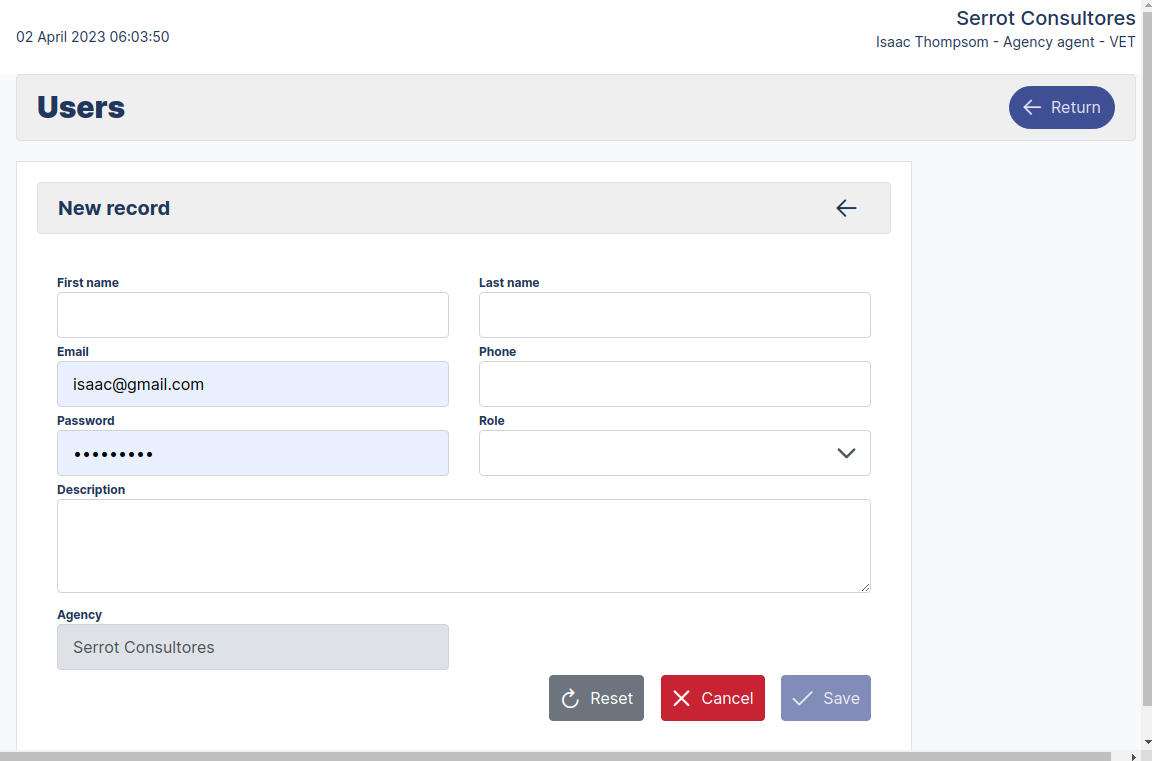 Serrot Consultores
02 April 2023 06:03:50
Isaac Thompsom - Agency agent - VET
Users
Return
New record
First name
Last name
Email
Phone
isaac@gmail.com
Password
Role
•••••••••
Description
Agency
Serrot Consultores
Reset
Cancel
Save